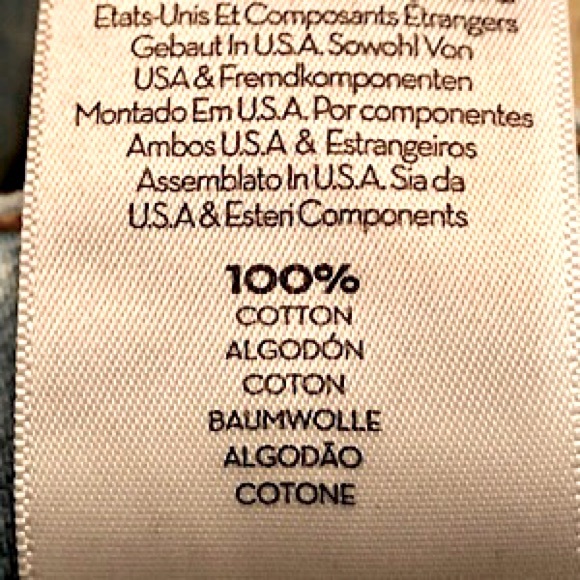 Etats-Unis Et Composants Étrangers
Gebaut In U.S.A. Sowohl Von
USA & Fremdkomponenten
Montado Em U.S.A. Por componentes
Ambos U.S.A & Estrangeiros
Assemblato In U.S.A. Sia da
U.S.A & Esteri Components
100%
COTTON
ALGODÓN
COTON
BAUMWOLLE
ALGODÃO
COTONE